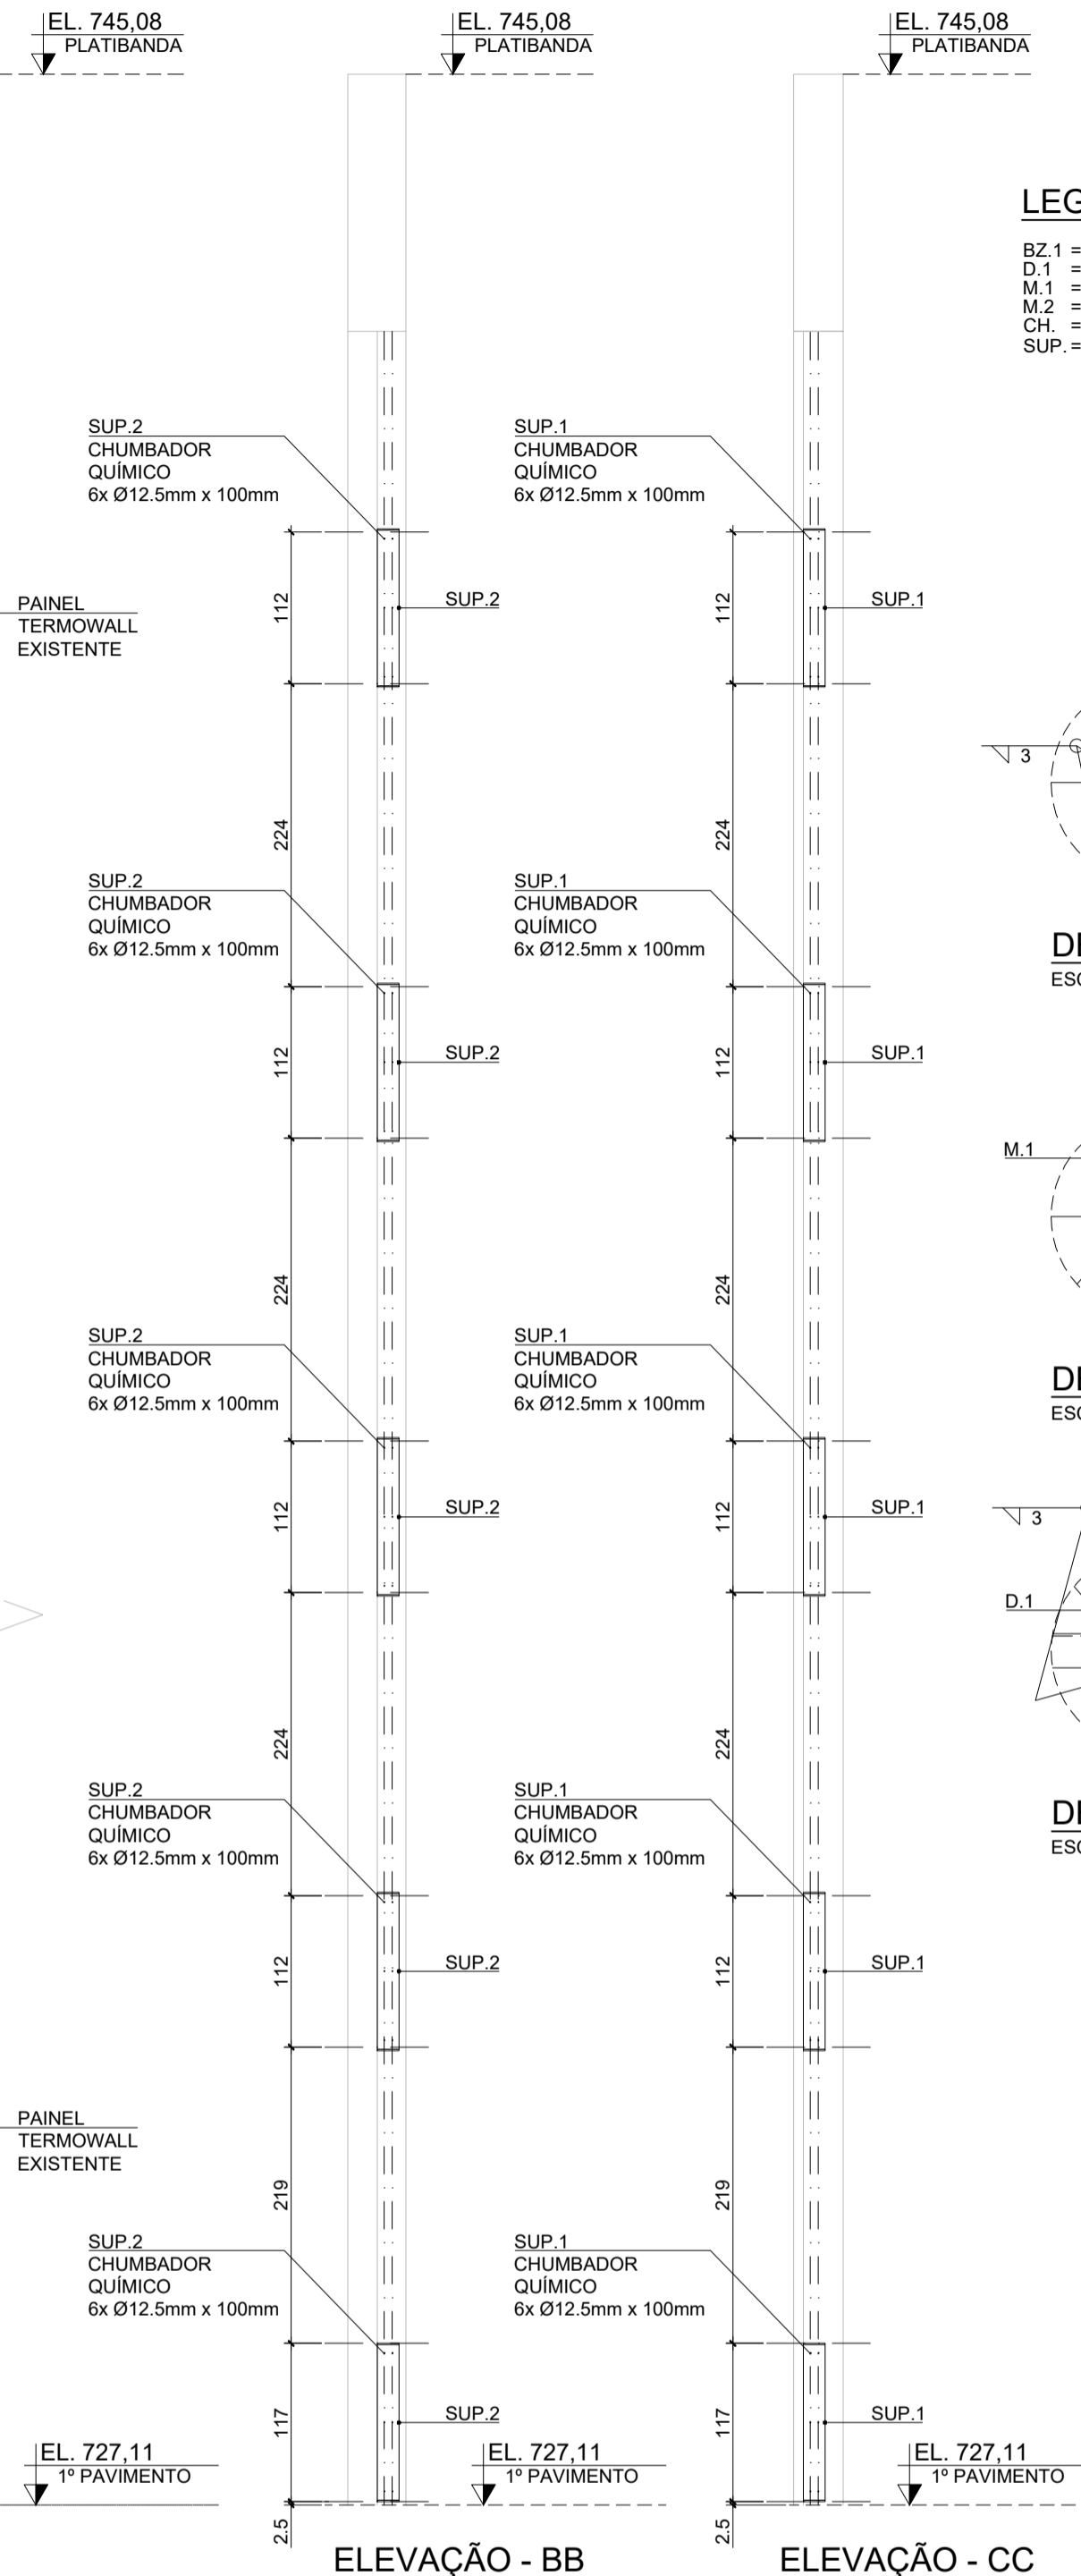 EL. 745,08
PLATIBANDA
EL. 745,08
PLATIBANDA
EL. 745,08
PLATIBANDA
BZ.1 =
D.1 =
M.1 =
M.2 =
CH. =
SUP. =
SUP.2
CHUMBADOR
QUÍMICO
6x Ø12.5mm x 100mm
SUP.1
CHUMBADOR
QUÍMICO
6x Ø12.5mm x 100mm
112
SUP.2
112
SUP.1
PAINEL
TERMOWALL
EXISTENTE
3
224
224
SUP.2
CHUMBADOR
QUÍMICO
6x Ø12.5mm x 100mm
SUP.1
CHUMBADOR
QUÍMICO
6x Ø12.5mm x 100mm
112
SUP.2
112
SUP.1
M.1
224
224
SUP.2
CHUMBADOR
QUÍMICO
6x Ø12.5mm x 100mm
SUP.1
CHUMBADOR
QUÍMICO
6x Ø12.5mm x 100mm
112
SUP.2
112
SUP.1
3
D.1
224
224
SUP.2
CHUMBADOR
QUÍMICO
6x Ø12.5mm x 100mm
SUP.1
CHUMBADOR
QUÍMICO
6x Ø12.5mm x 100mm
112
SUP.2
112
SUP.1
PAINEL
TERMOWALL
EXISTENTE
219
219
SUP.2
CHUMBADOR
QUÍMICO
6x Ø12.5mm x 100mm
SUP.1
CHUMBADOR
QUÍMICO
6x Ø12.5mm x 100mm
117
SUP.2
117
SUP.1
EL. 727,11
1º PAVIMENTO
EL. 727,11
1º PAVIMENTO
EL. 727,11
1º PAVIMENTO
2.5
2.5
ELEVAÇÃO - BB
ELEVAÇÃO - CC